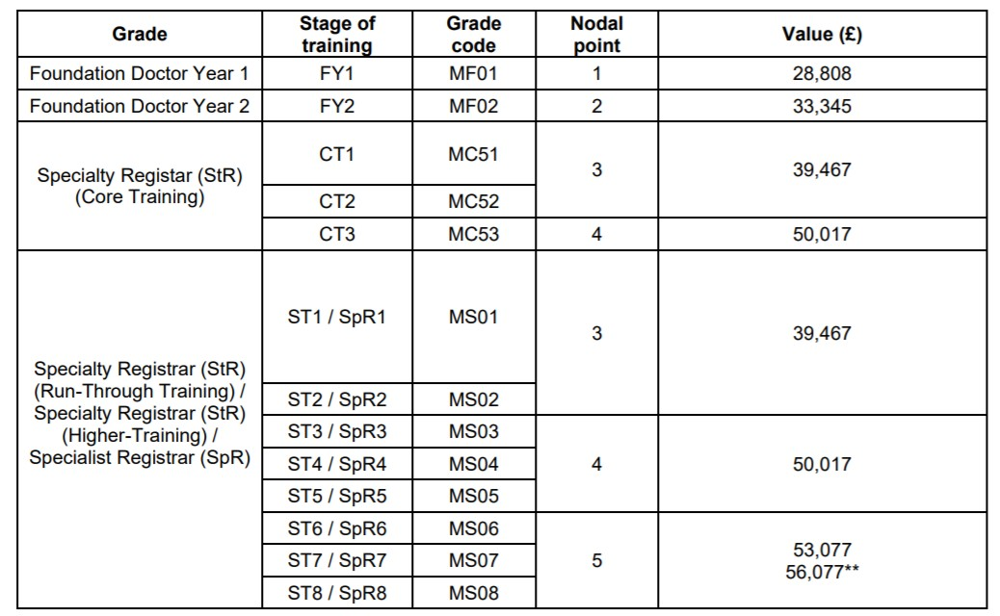 Grade
Stage of
training
Grade
code
Nodal
point
Value (£)
Foundation Doctor Year 1
FY1
MF01
1
28,808
Foundation Doctor Year 2
FY2
MF02
2
33,345
Specialty Registar (StR)
(Core Training)
CT1
MC51
3
39,467
CT2
MC52
CT3
MC53
4
50,017
Specialty Registrar (StR)
(Run-Through Training) /
Specialty Registrar (StR)
(Higher-Training) /
Specialist Registrar (SpR)
ST1 / SpR1
MS01
3
39,467
ST2 / SpR2
MS02
ST3 / SpR3
MS03
4
50,017
ST4 / SpR4
MS04
ST5 / SpR5
MS05
ST6 / SpR6
MS06
5
53,077
56,077**
ST7 / SpR7
MS07
ST8 / SpR8
MS08